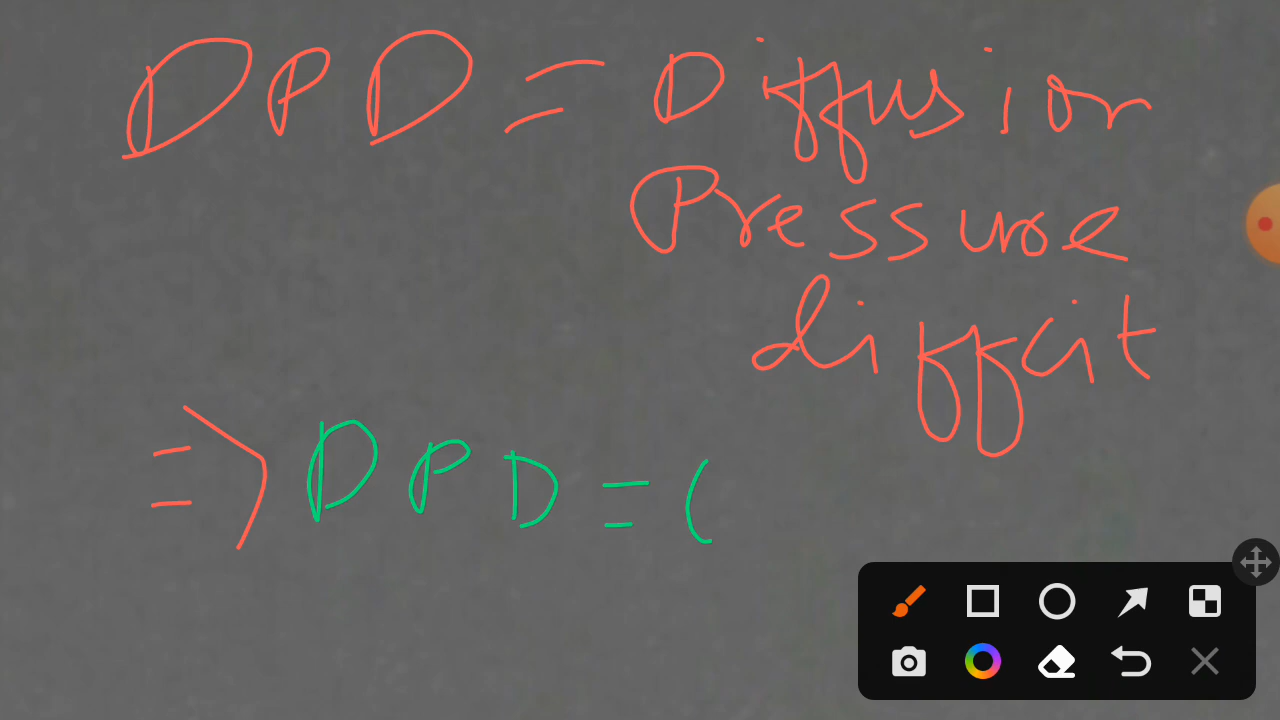 DPD = Diffusion
Pressure
difficit
⇒ DPD = (